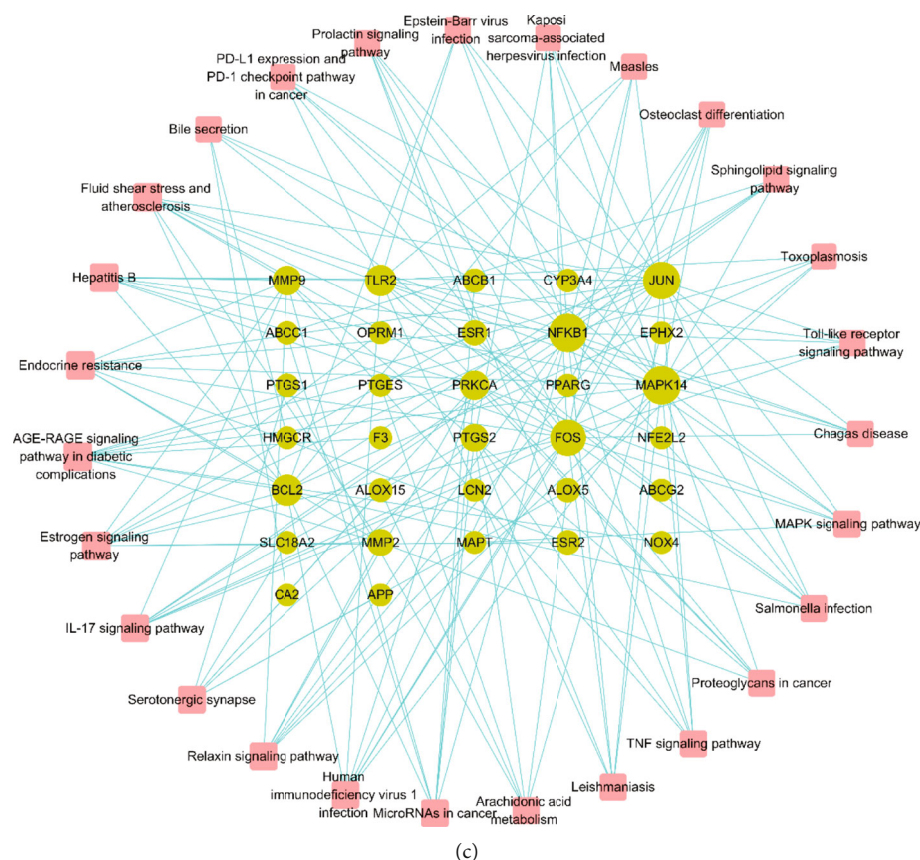 Epstein-Barr virus
infection
Kaposi
sarcoma-associated
herpesvirus infection
Prolactin signaling
pathway
Measles
PD-L1 expression and
PD-1 checkpoint pathway
in cancer
Osteoclast differentiation
Bile secretion
Sphingolipid signaling
pathway
Fluid shear stress and
atherosclerosis
Toxoplasmosis
Hepatitis B
MMP9
TLR2
ABCB1
CYP3A4
JUN
ABCC1
OPRM1
ESR1
NFKB1
EPHX2
Toll-like receptor
signaling pathway
Endocrine resistance
PTGS1
PTGES
PRKCA
PPARG
MAPK14
AGE-RAGE signaling
pathway in diabetic
complications
HMGCR
F3
PTGS2
FOS
NFE2L2
Chagas disease
BCL2
ALOX15
LCN2
ALOX5
ABCG2
MAPK signaling pathway
Estrogen signaling
pathway
SLC18A2
MMP2
MAPT
ESR2
NOX4
CA2
APP
Salmonella infection
IL-17 signaling pathway
Proteoglycans in cancer
Serotonergic synapse
TNF signaling pathway
Relaxin signaling pathway
Human
immunodeficiency virus 1
infection
MicroRNAs in cancer
Arachidonic acid
metabolism
Leishmaniasis
(c)